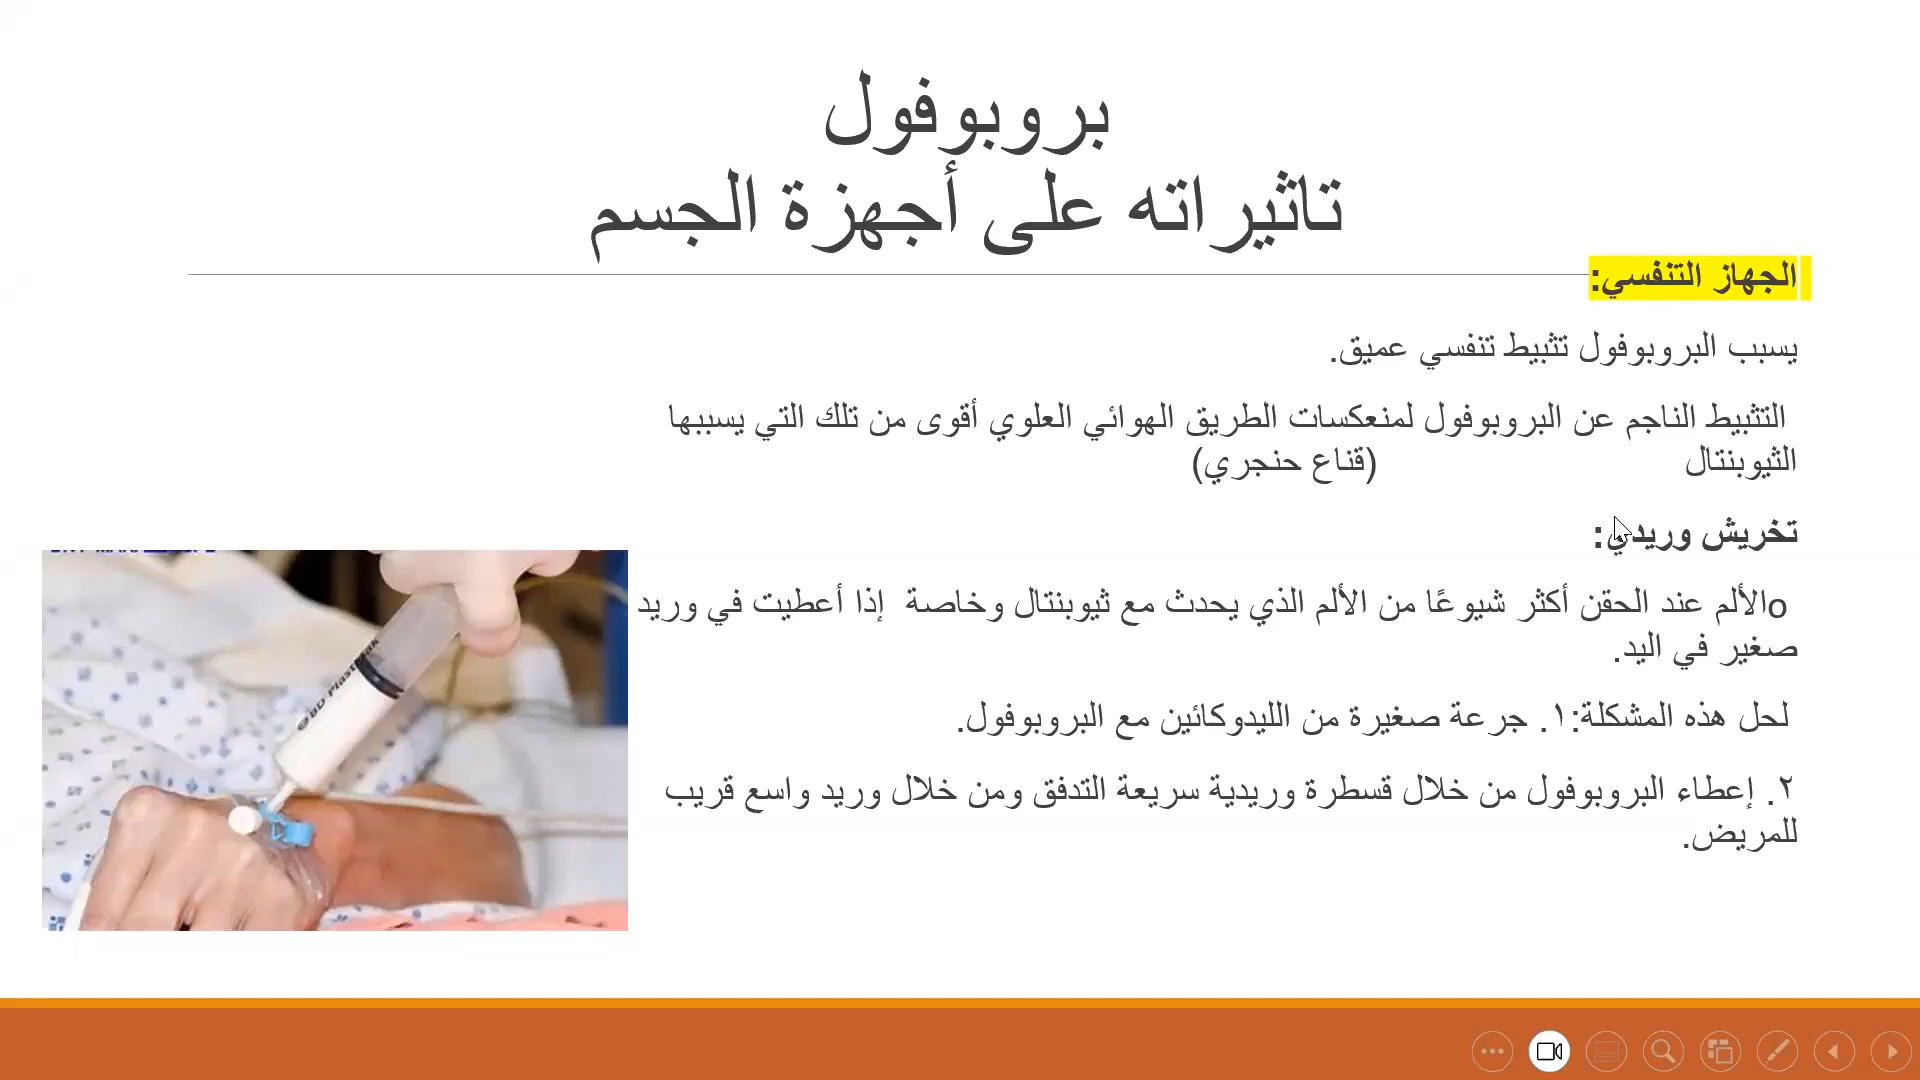 بروبوفول
تاثيراته على أجهزة الجسم
الجهاز التنفسي:
يسبب البروبوفول تثبيط تنفسي عميق.
التثبيط الناجم عن البروبوفول لمنعكسات الطريق الهوائي العلوي أقوى من تلك التي يسببها
الثيوبنتال (قناع حنجري)
تخريش وريدي:
oالألم عند الحقن أكثر شيوعًا من الألم الذي يحدث مع ثيوبنتال وخاصة إذا أعطيت في وريد
صغير في اليد.
لحل هذه المشكلة:١. جرعة صغيرة من الليدوكائين مع البروبوفول.
٢. إعطاء البروبوفول من خلال قسطرة وريدية سريعة التدفق ومن خلال وريد واسع قريب
للمريض.
BD Plastipak